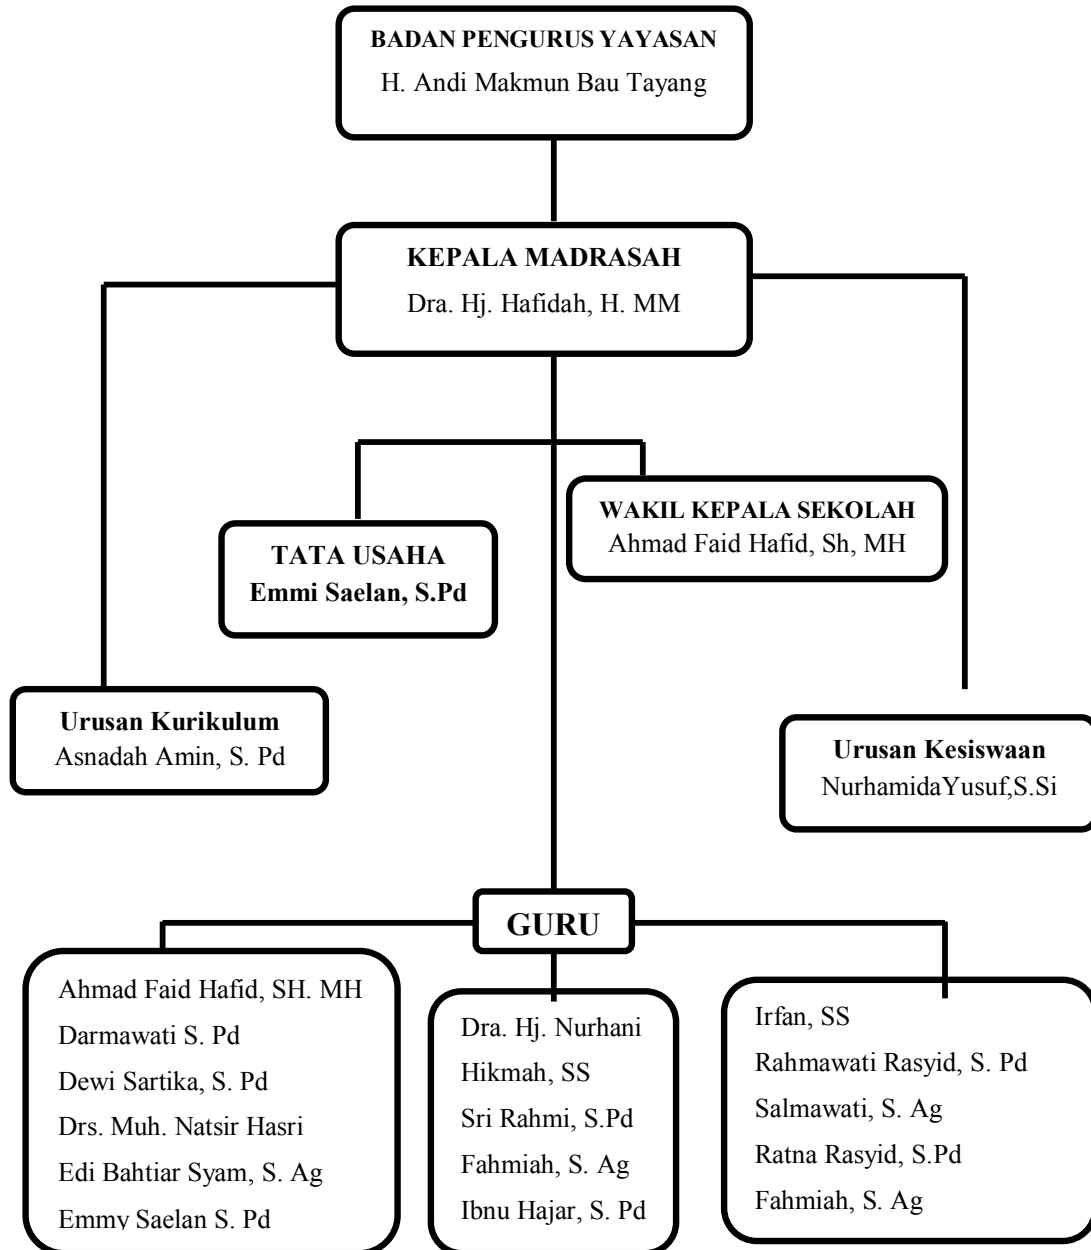 BADAN PENGURUS YAYASAN
H. Andi Makmun Bau Tayang
KEPALA MADRASAH
Dra. Hj. Hafidah, H. MM
WAKIL KEPALA SEKOLAH
Ahmad Faid Hafid, Sh, MH
TATA USAHA
Emmi Saelan, S.Pd
Urusan Kurikulum
Asnadah Amin, S. Pd
Urusan Kesiswaan
NurhamidaYusuf,S.Si
GURU
Ahmad Faid Hafid, SH. MH
Darmawati S. Pd
Dewi Sartika, S. Pd
Drs. Muh. Natsir Hasri
Edi Bahtiar Syam, S. Ag
Emmy Saelan S. Pd
Dra. Hj. Nurhani
Hikmah, SS
Sri Rahmi, S.Pd
Fahmiah, S. Ag
Ibnu Hajar, S. Pd
Irfan, SS
Rahmawati Rasyid, S. Pd
Salmawati, S. Ag
Ratna Rasyid, S.Pd
Fahmiah, S. Ag